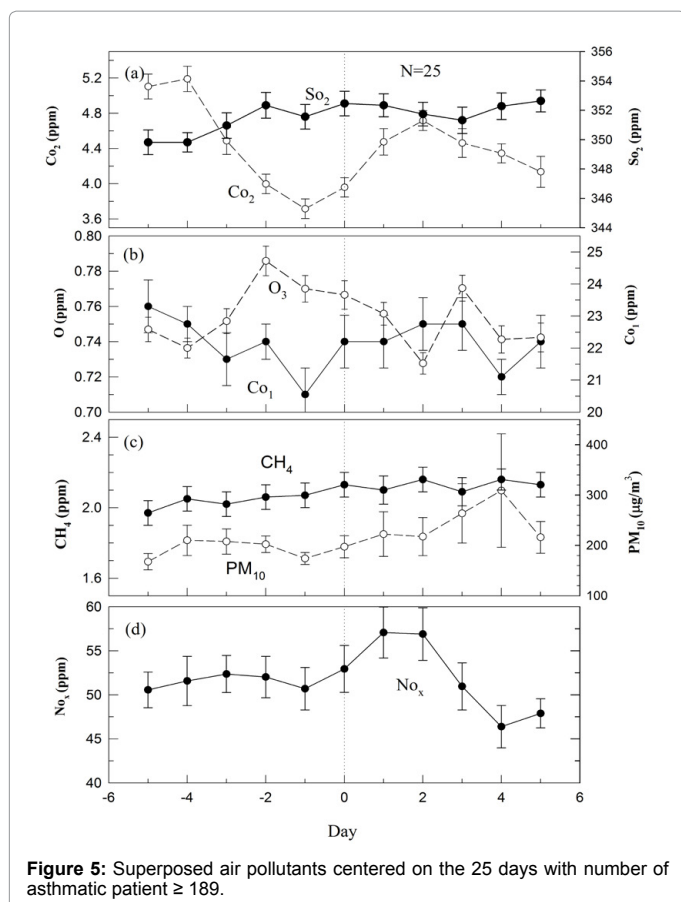 (a)
N=25
So2
Co2
Co2 (ppm)
5.2
4.8
4.4
4.0
3.6
So2 (ppm)
356
354
352
350
348
346
344
(b)
O3
Co1
O (ppm)
0.80
0.78
0.76
0.74
0.72
0.70
Co1 (ppm)
25
24
23
22
21
20
(c)
CH4
PM10
CH4 (ppm)
2.4
2.0
1.6
PM10 (µg/m3)
400
300
200
100
(d)
Nox
Nox (ppm)
60
55
50
45
40
-6 -4 -2 0 2 4 6
Day
Figure 5: Superposed air pollutants centered on the 25 days with number of
asthmatic patient ≥ 189.